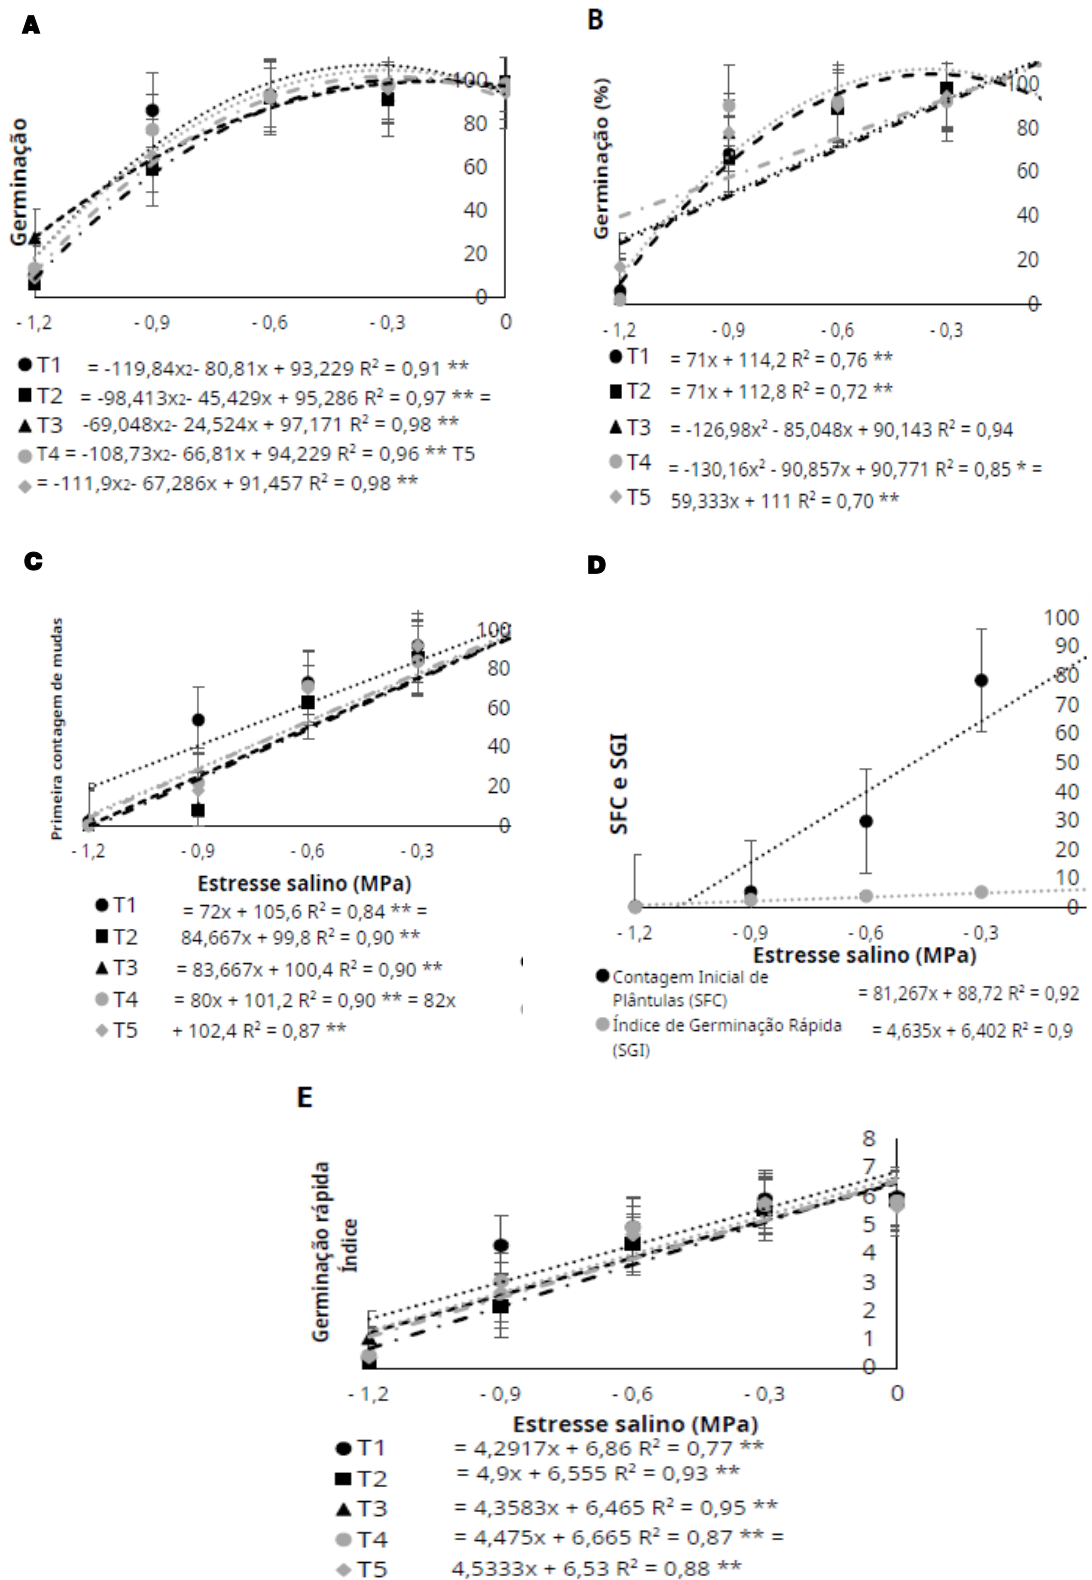 A
Germinação
100
80
60
40
20
0
- 1,2 - 0,9 - 0,6 - 0,3 0
T1 = -119,84x2- 80,81x + 93,229 R² = 0,91 **
T2 = -98,413x2- 45,429x + 95,286 R² = 0,97 ** =
T3 -69,048x2- 24,524x + 97,171 R² = 0,98 **
T4 = -108,73x2- 66,81x + 94,229 R² = 0,96 ** T5
= -111,9x2- 67,286x + 91,457 R² = 0,98 **
B
Germinação (%)
100
80
60
40
20
0
- 1,2 - 0,9 - 0,6 - 0,3
T1 = 71x + 114,2 R² = 0,76 **
T2 = 71x + 112,8 R² = 0,72 **
T3 = -126,98x² - 85,048x + 90,143 R² = 0,94
T4 = -130,16x² - 90,857x + 90,771 R² = 0,85 * =
T5 59,333x + 111 R² = 0,70 **
C
Primeira contagem de mudas
100
80
60
40
20
0
- 1,2 - 0,9 - 0,6 - 0,3
Estresse salino (MPa)
T1 = 72x + 105,6 R² = 0,84 ** =
T2 84,667x + 99,8 R² = 0,90 **
T3 = 83,667x + 100,4 R² = 0,90 **
T4 = 80x + 101,2 R² = 0,90 ** = 82x
T5 + 102,4 R² = 0,87 **
D
SFC e SGI
100
90
80
70
60
50
40
30
20
10
0
- 1,2 - 0,9 - 0,6 - 0,3
Estresse salino (MPa)
Contagem Inicial de
Plântulas (SFC)
= 81,267x + 88,72 R² = 0,92
Índice de Germinação Rápida
(SGI)
= 4,635x + 6,402 R² = 0,9
E
Germinação rápida
Índice
8
7
6
5
4
3
2
1
0
- 1,2 - 0,9 - 0,6 - 0,3 0
Estresse salino (MPa)
T1 = 4,2917x + 6,86 R² = 0,77 **
T2 = 4,9x + 6,555 R² = 0,93 **
T3 = 4,3583x + 6,465 R² = 0,95 **
T4 = 4,475x + 6,665 R² = 0,87 ** =
T5 4,5333x + 6,53 R² = 0,88 **